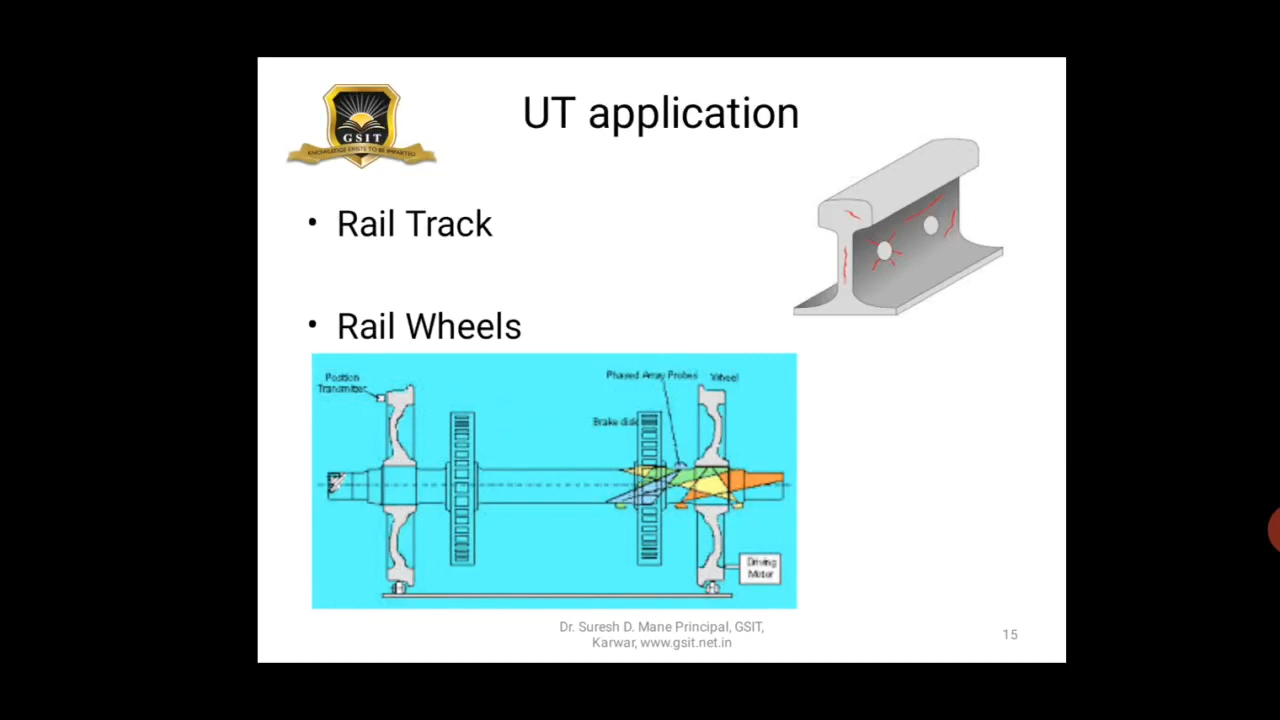 UT application
GSIT
KNOWLEDGE EXISTS TO BE IMPARTED
• Rail Track
• Rail Wheels
Position
Transmitter
Phased Array Probes
Wheel
Brake disk
Driving
Motor
Dr. Suresh D. Mane Principal, GSIT,
Karwar, www.gsit.net.in
15